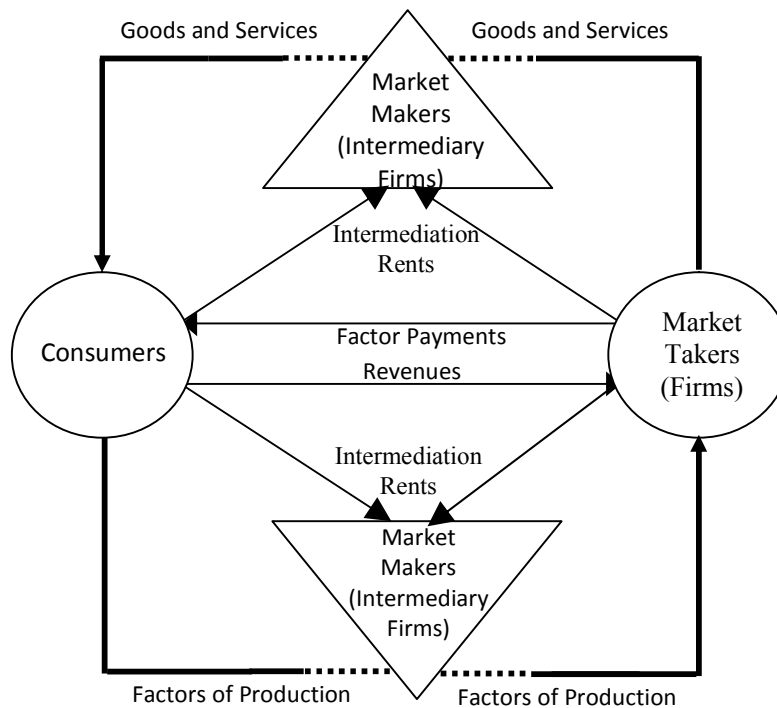 Goods and Services
Goods and Services
Market
Makers
(Intermediary
Firms)
Intermediation
Rents
Consumers
Factor Payments
Revenues
Market
Takers
(Firms)
Intermediation
Rents
Market
Makers
(Intermediary
Firms)
Factors of Production
Factors of Production